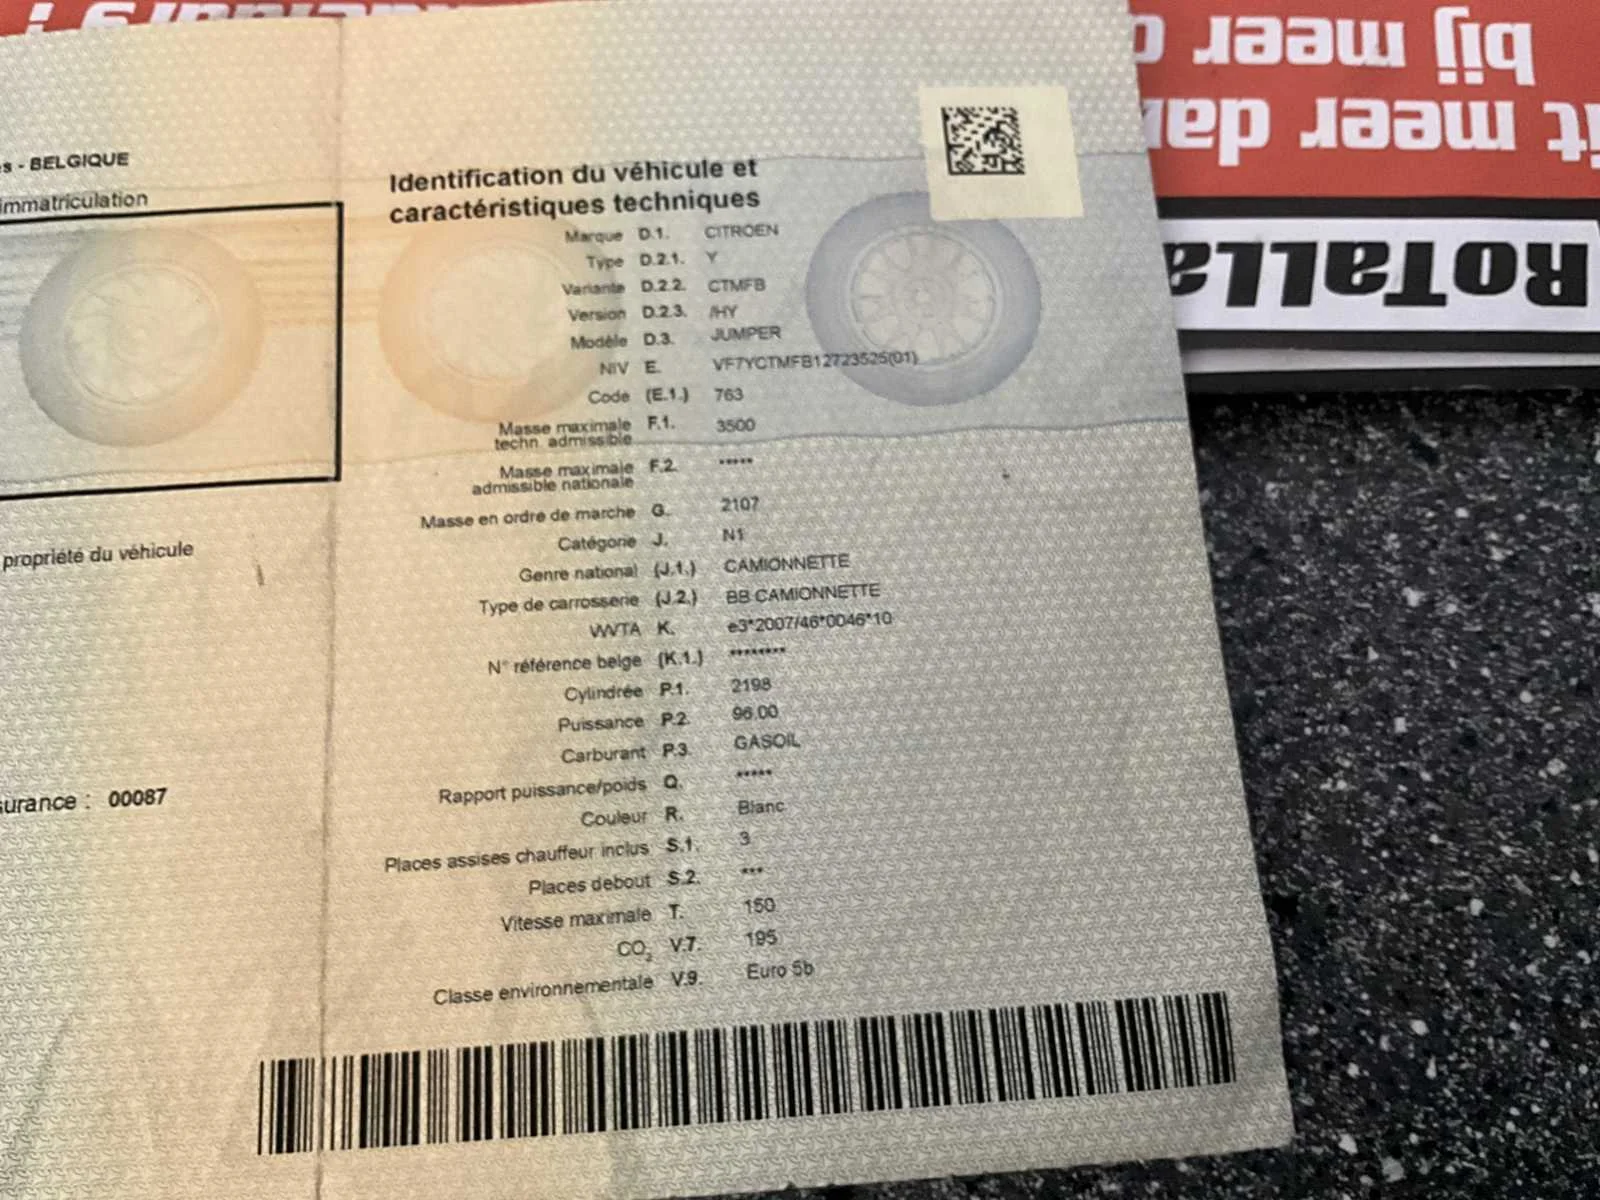 s - BELGIQUE
immatriculation
propriété du véhicule
surance : 00087
Identification du véhicule et
caractéristiques techniques
Marque D.1. CITROEN
Type D.2.1. Y
Variante D.2.2. CTMFB
Version D.2.3. /HY
Modèle D.3. JUMPER
NIV E. VF7YCTMFB12723525(01)
Code (E.1.) 763
Masse maximale F.1. 3500
techn. admissible
Masse maximale F.2. *****
admissible nationale
Masse en ordre de marche G. 2107
Catégorie J. N1
Genre national (J.1.) CAMIONNETTE
Type de carrosserie (J.2.) BB CAMIONNETTE
WVTA K. e3*2007/46*0046*10
N° référence belge (K.1.) ********
Cylindrée P.1. 2198
Puissance P.2. 96.00
Carburant P.3. GASOIL
Rapport puissance/poids Q. *****
Couleur R. Blanc
Places assises chauffeur inclus S.1. 3
Places debout S.2. ***
Vitesse maximale T. 150
CO₂ V.7. 195
Classe environnementale V.9. Euro 5b
RoTalla
it meer dan jaaw
bij meer